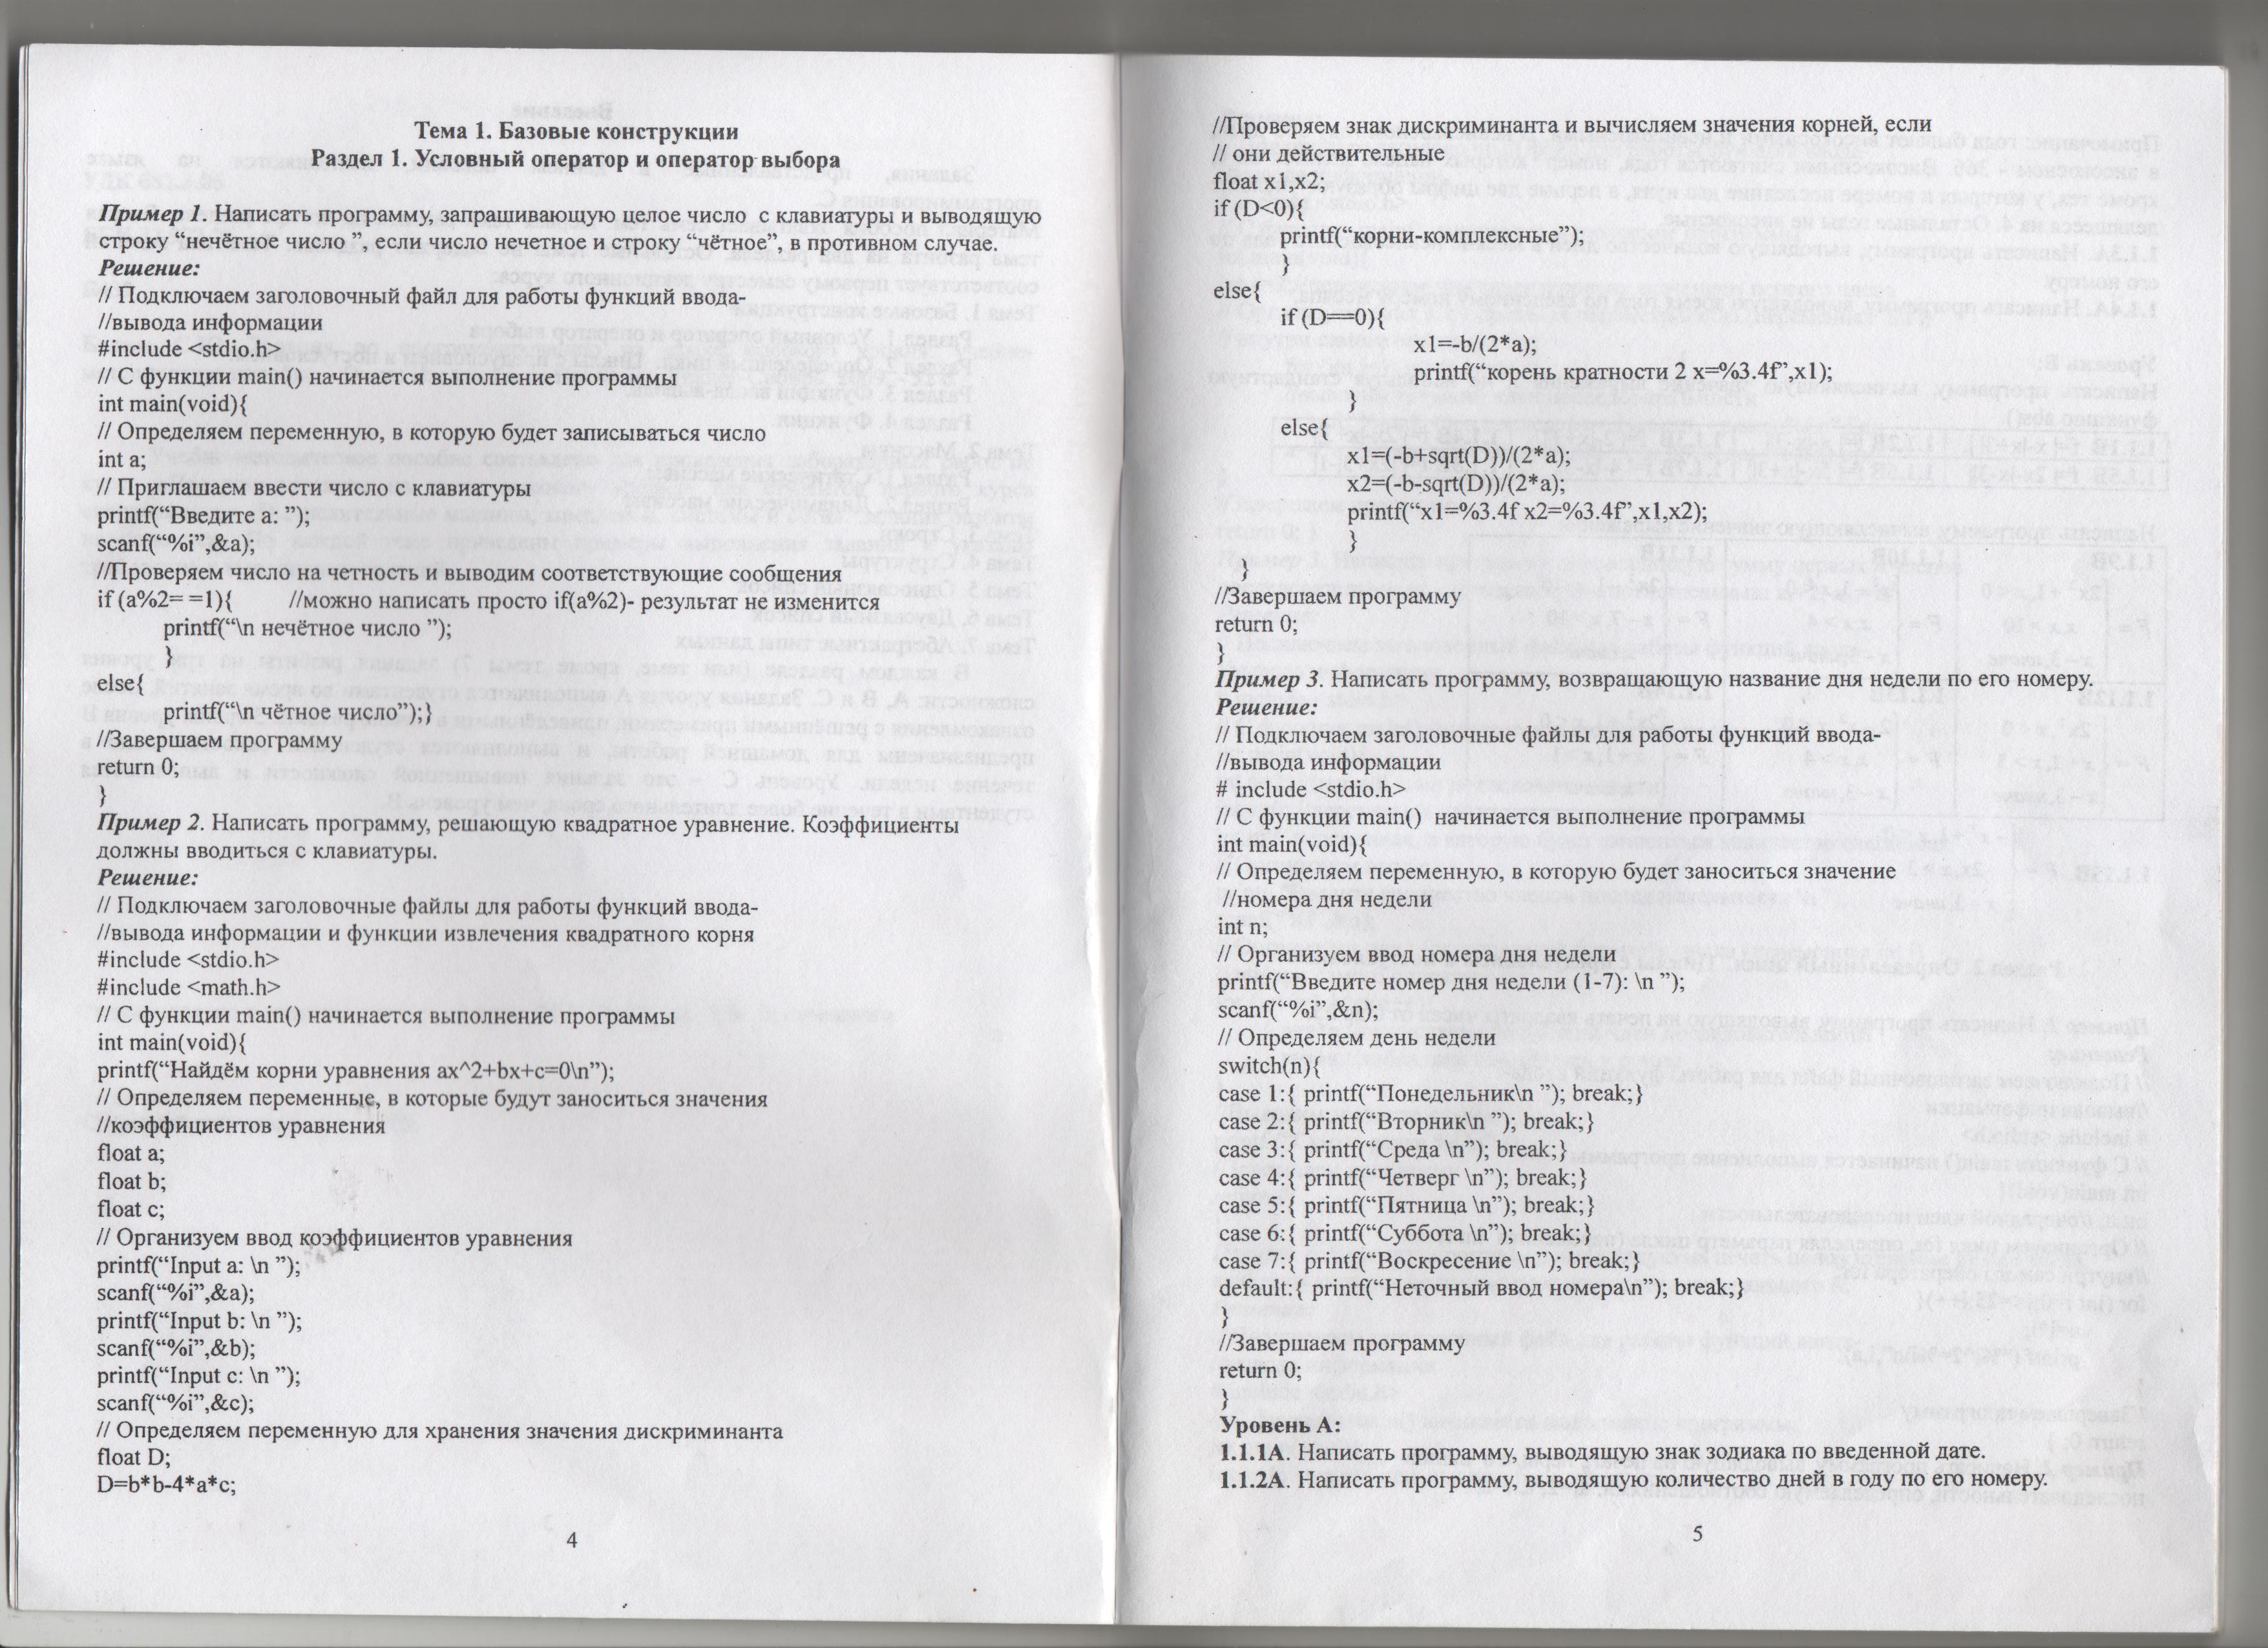 Тема 1. Базовые конструкции
Раздел 1. Условный оператор и оператор выбора
Пример 1. Написать программу, запрашивающую целое число с клавиатуры и выводящую
строку “нечётное число ”, если число нечетное и строку “чётное”, в противном случае.
Решение:
// Подключаем заголовочный файл для работы функций ввода-
//вывода информации
#include <stdio.h>
// С функции main() начинается выполнение программы
int main(void){
// Определяем переменную, в которую будет записываться число
int a;
// Приглашаем ввести число с клавиатуры
printf(“Введите a: ”);
scanf(“%i”,&a);
//Проверяем число на четность и выводим соответствующие сообщения
if (a%2= =1){ //можно написать просто if(a%2)- результат не изменится
printf(“\n нечётное число ”);
}
else{
printf(“\n чётное число”);}
//Завершаем программу
return 0;
}
Пример 2. Написать программу, решающую квадратное уравнение. Коэффициенты
должны вводиться с клавиатуры.
Решение:
// Подключаем заголовочные файлы для работы функций ввода-
//вывода информации и функции извлечения квадратного корня
#include <stdio.h>
#include <math.h>
// С функции main() начинается выполнение программы
int main(void){
printf(“Найдём корни уравнения ax^2+bx+c=0\n”);
// Определяем переменные, в которые будут заноситься значения
//коэффициентов уравнения
float a;
float b;
float c;
// Организуем ввод коэффициентов уравнения
printf(“Input a: \n ”);
scanf(“%i”,&a);
printf(“Input b: \n ”);
scanf(“%i”,&b);
printf(“Input c: \n ”);
scanf(“%i”,&c);
// Определяем переменную для хранения значения дискриминанта
float D;
D=b*b-4*a*c;
4
//Проверяем знак дискриминанта и вычисляем значения корней, если
// они действительные
float x1,x2;
if (D<0){
printf(“корни-комплексные”);
}
else{
if (D==0){
x1=-b/(2*a);
printf(“корень кратности 2 x=%3.4f”,x1);
}
else{
x1=(-b+sqrt(D))/(2*a);
x2=(-b-sqrt(D))/(2*a);
printf(“x1=%3.4f x2=%3.4f”,x1,x2);
}
}
//Завершаем программу
return 0;
}
Пример 3. Написать программу, возвращающую название дня недели по его номеру.
Решение:
// Подключаем заголовочные файлы для работы функций ввода-
//вывода информации
# include <stdio.h>
// С функции main() начинается выполнение программы
int main(void){
// Определяем переменную, в которую будет заноситься значение
//номера дня недели
int n;
// Организуем ввод номера дня недели
printf(“Введите номер дня недели (1-7): \n ”);
scanf(“%i”,&n);
// Определяем день недели
switch(n){
case 1:{ printf(“Понедельник\n ”); break;}
case 2:{ printf(“Вторник\n ”); break;}
case 3:{ printf(“Среда \n”); break;}
case 4:{ printf(“Четверг \n”); break;}
case 5:{ printf(“Пятница \n”); break;}
case 6:{ printf(“Суббота \n”); break;}
case 7:{ printf(“Воскресение \n”); break;}
default:{ printf(“Неточный ввод номера\n”); break;}
}
//Завершаем программу
return 0;
}
Уровень А:
1.1.1А. Написать программу, выводящую знак зодиака по введенной дате.
1.1.2А. Написать программу, выводящую количество дней в году по его номеру.
5